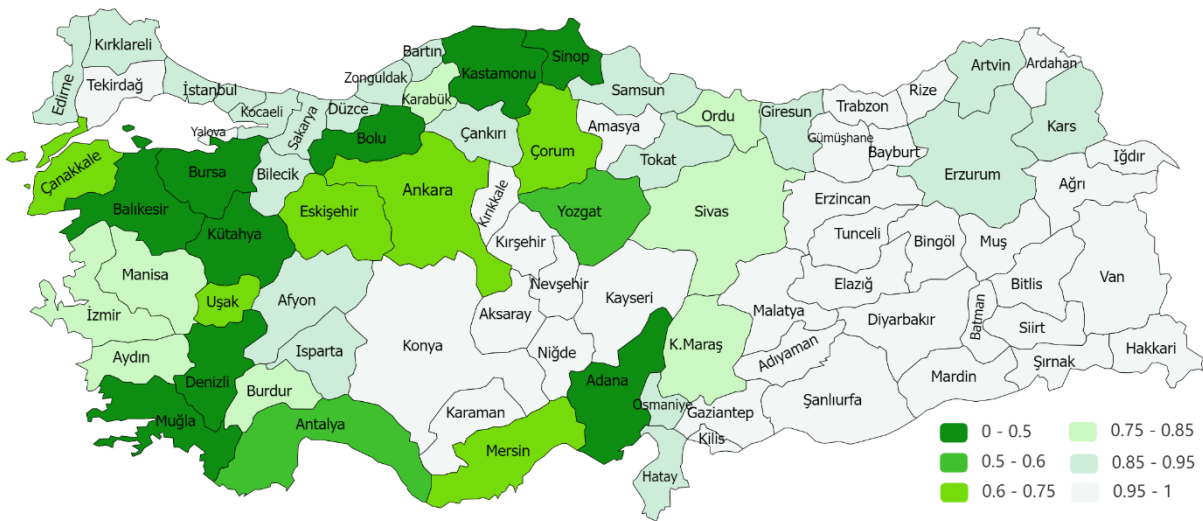 Kırklareli
Edirne
Tekirdağ
İstanbul
Kocaeli
Yalova
Sakarya
Düzce
Zonguldak
Bartın
Karabük
Kastamonu
Sinop
Bolu
Çankırı
Çorum
Samsun
Amasya
Tokat
Ordu
Giresun
Gümüşhane
Trabzon
Bayburt
Rize
Artvin
Ardahan
Kars
Erzurum
Iğdır
Ağrı
Çanakkale
Balıkesir
Bursa
Bilecik
Kütahya
Eskişehir
Ankara
Kırıkkale
Kırşehir
Yozgat
Sivas
Erzincan
Tunceli
Bingöl
Muş
Bitlis
Van
Manisa
İzmir
Uşak
Afyon
Aydın
Denizli
Isparta
Burdur
Muğla
Antalya
Konya
Aksaray
Nevşehir
Niğde
Kayseri
Karaman
Mersin
Adana
K.Maraş
Osmaniye
Hatay
Malatya
Elazığ
Adıyaman
Gaziantep
Kilis
Şanlıurfa
Diyarbakır
Batman
Mardin
Siirt
Şırnak
Hakkari
0 - 0.5
0.5 - 0.6
0.6 - 0.75
0.75 - 0.85
0.85 - 0.95
0.95 - 1